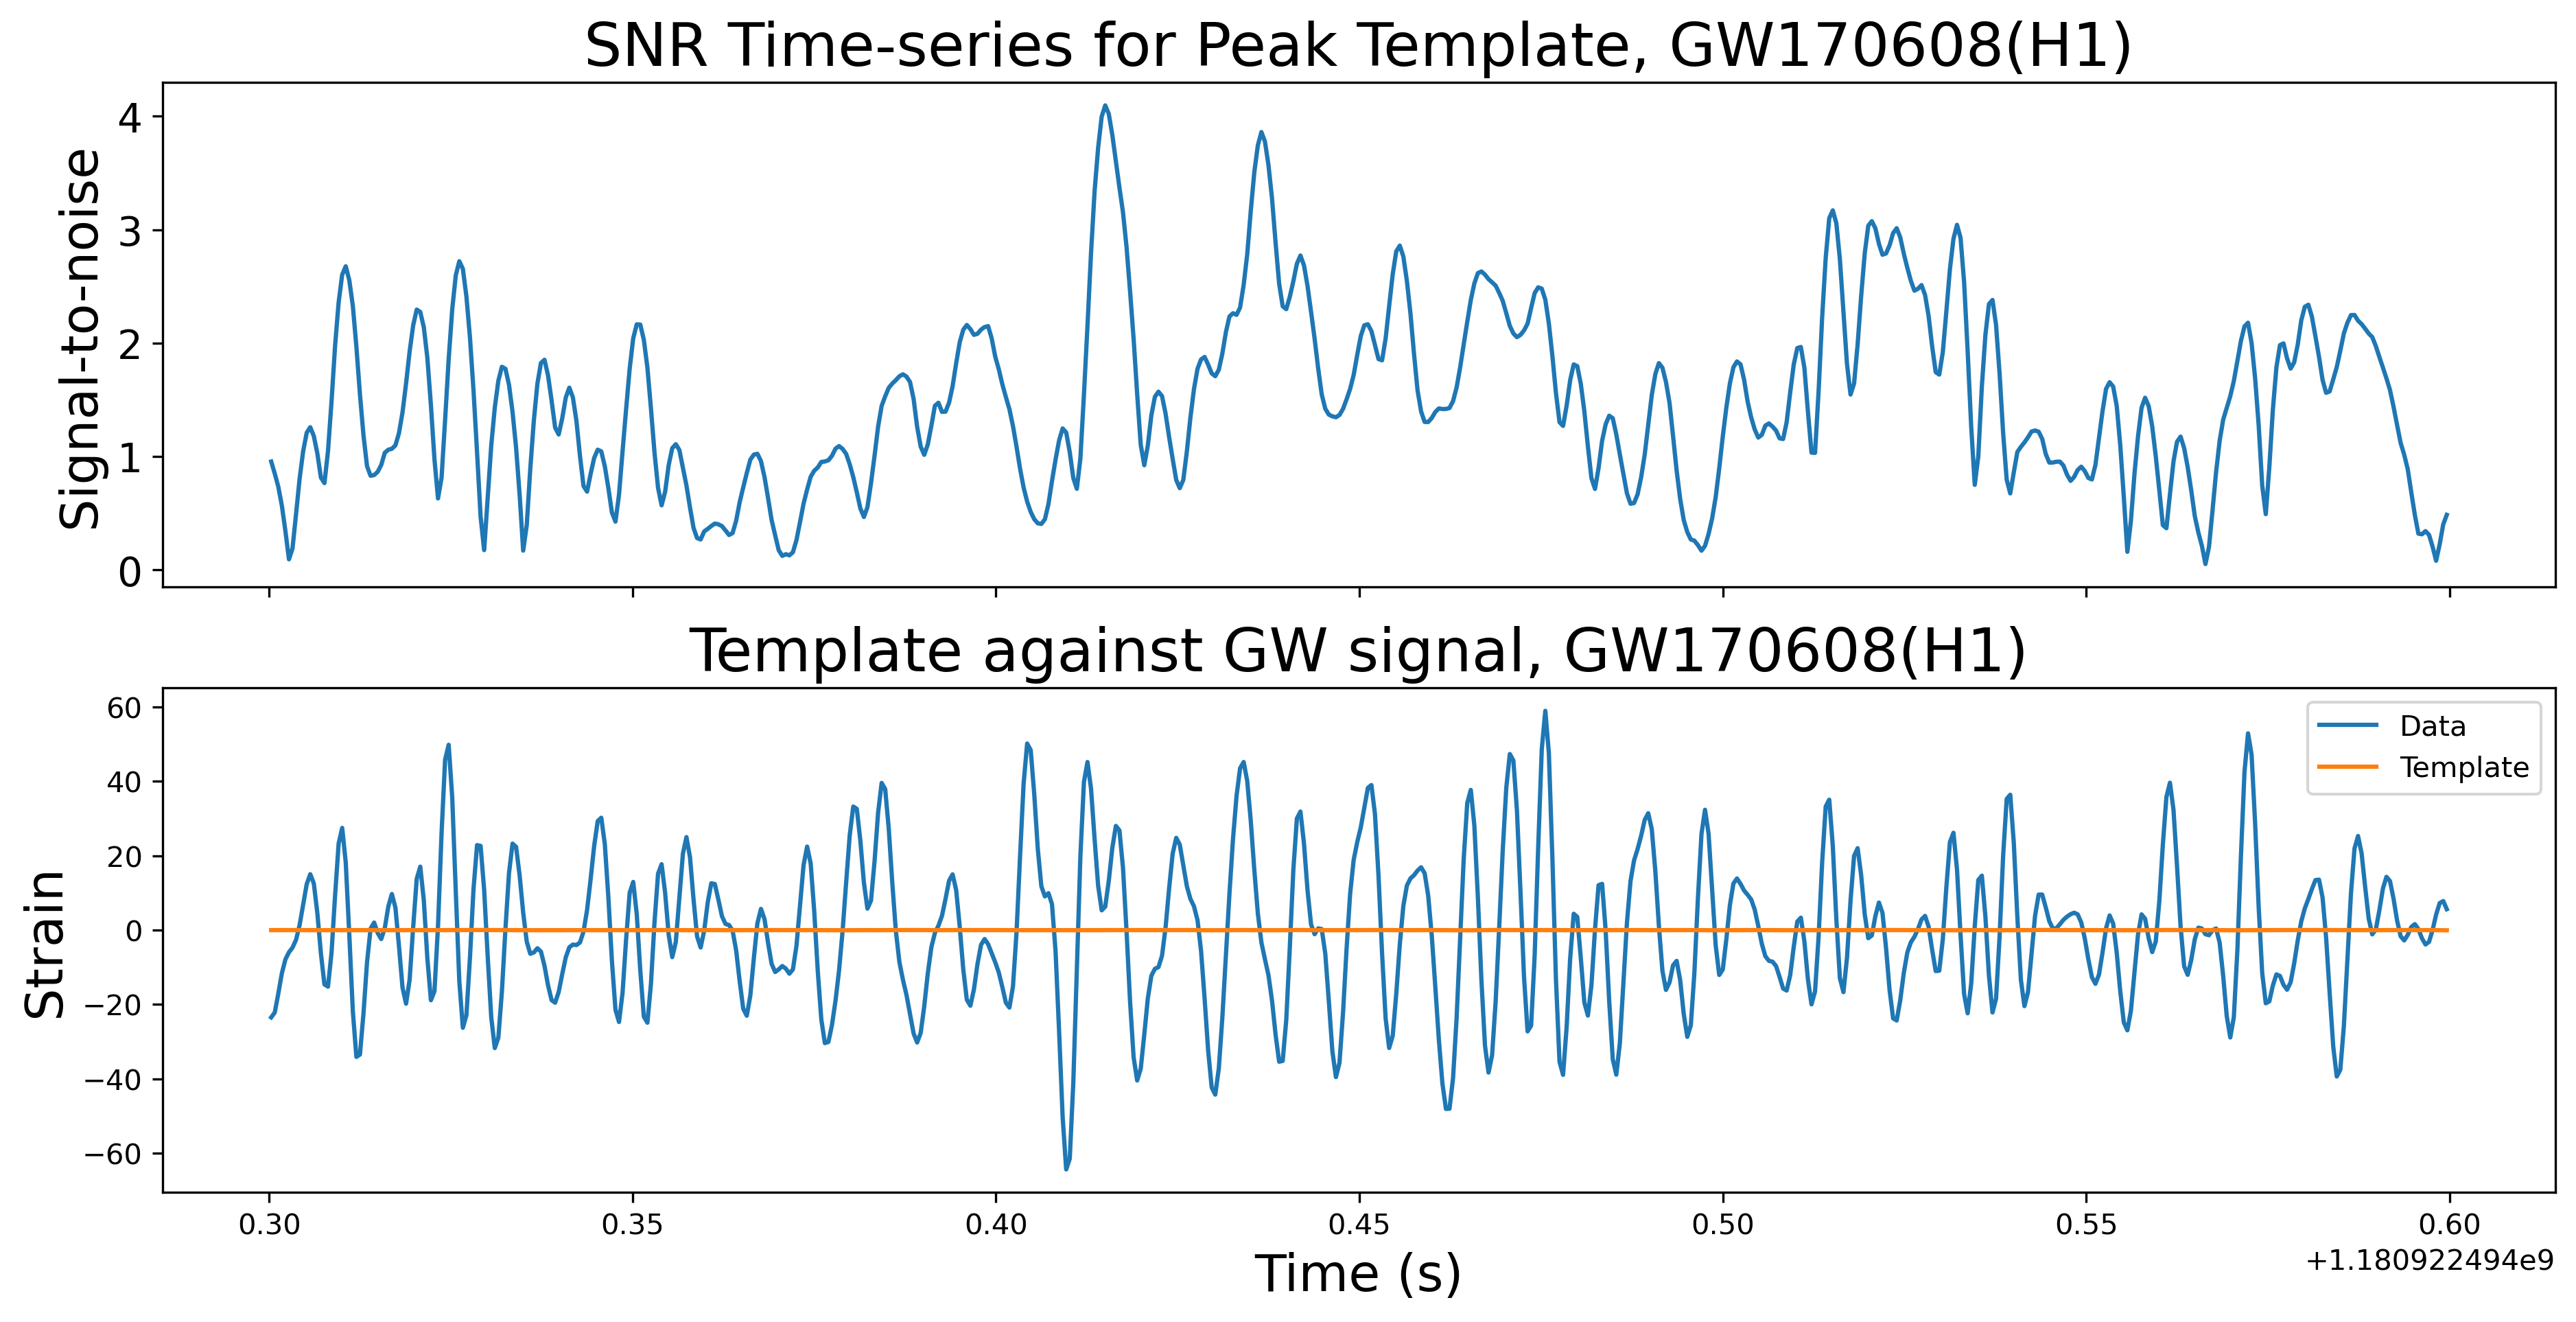 SNR Time-series for Peak Template, GW170608(H1)
4
3
2
1
0
Signal-to-noise
Template against GW signal, GW170608(H1)
60
40
20
0
−20
−40
−60
Strain
Data
Template
0.30 0.35 0.40 0.45 0.50 0.55 0.60
+1.180922494e9
Time (s)